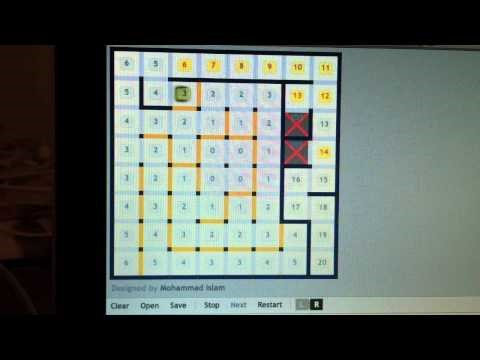 6 5 6 7 8 9 10 11
5 4 3 2 2 3 13 12
4 3 2 1 1 2 13
3 2 1 0 0 1 14
3 2 1 0 0 1 16 15
4 3 2 1 1 2 17 18
5 4 3 2 2 3 4 19
6 5 4 3 3 4 5 20
Designed by Mohammad Islam
Clear Open Save Stop Next Restart L R